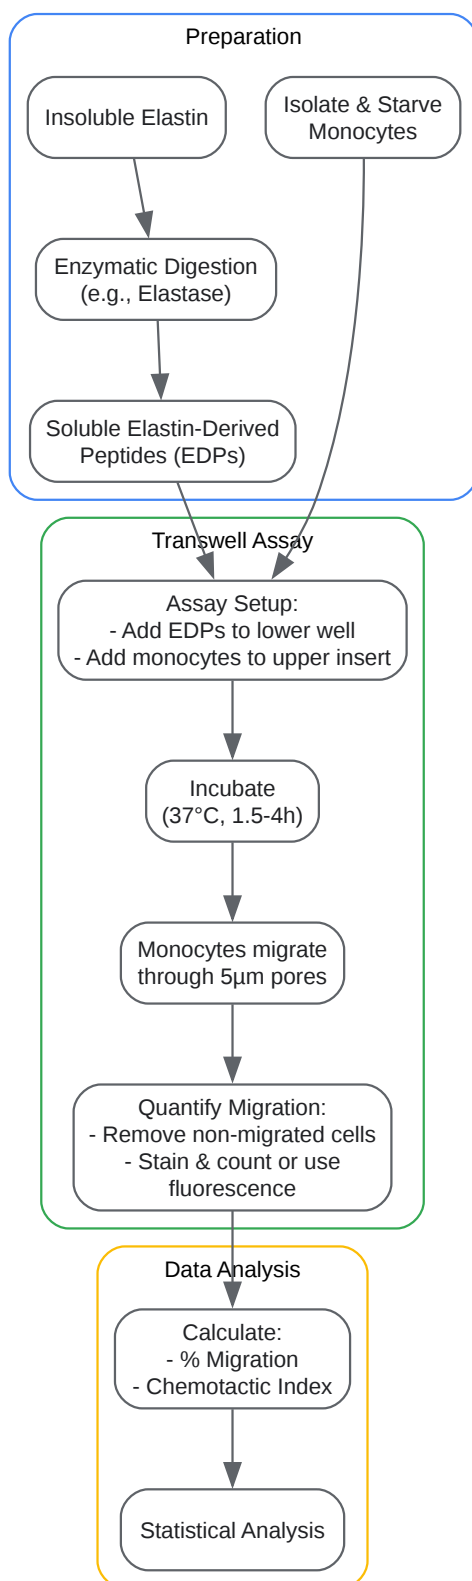 Preparation
Insoluble Elastin
Isolate & Starve
Monocytes
Enzymatic Digestion
(e.g., Elastase)
Soluble Elastin-Derived
Peptides (EDPs)
Transwell Assay
Assay Setup:
- Add EDPs to lower well
- Add monocytes to upper insert
Incubate
(37°C, 1.5-4h)
Monocytes migrate
through 5µm pores
Quantify Migration:
- Remove non-migrated cells
- Stain & count or use
fluorescence
Data Analysis
Calculate:
- % Migration
- Chemotactic Index
Statistical Analysis